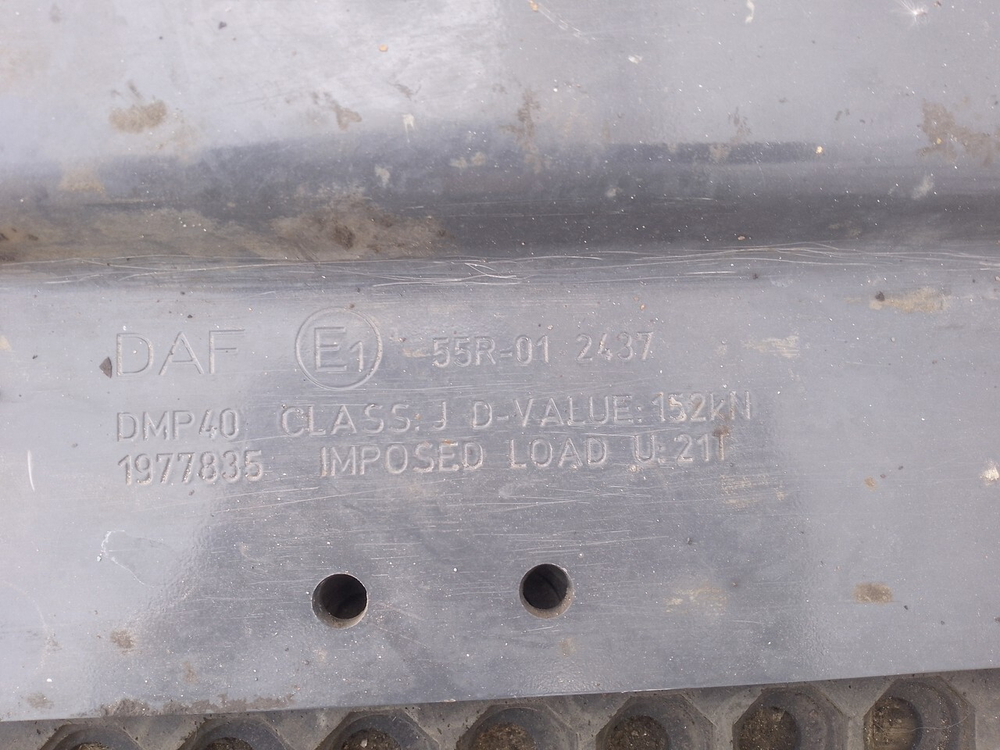 DAF E1 55R-01 2437
DMP40 CLASS: J D-VALUE: 152kN
1977835 IMPOSED LOAD U: 21T